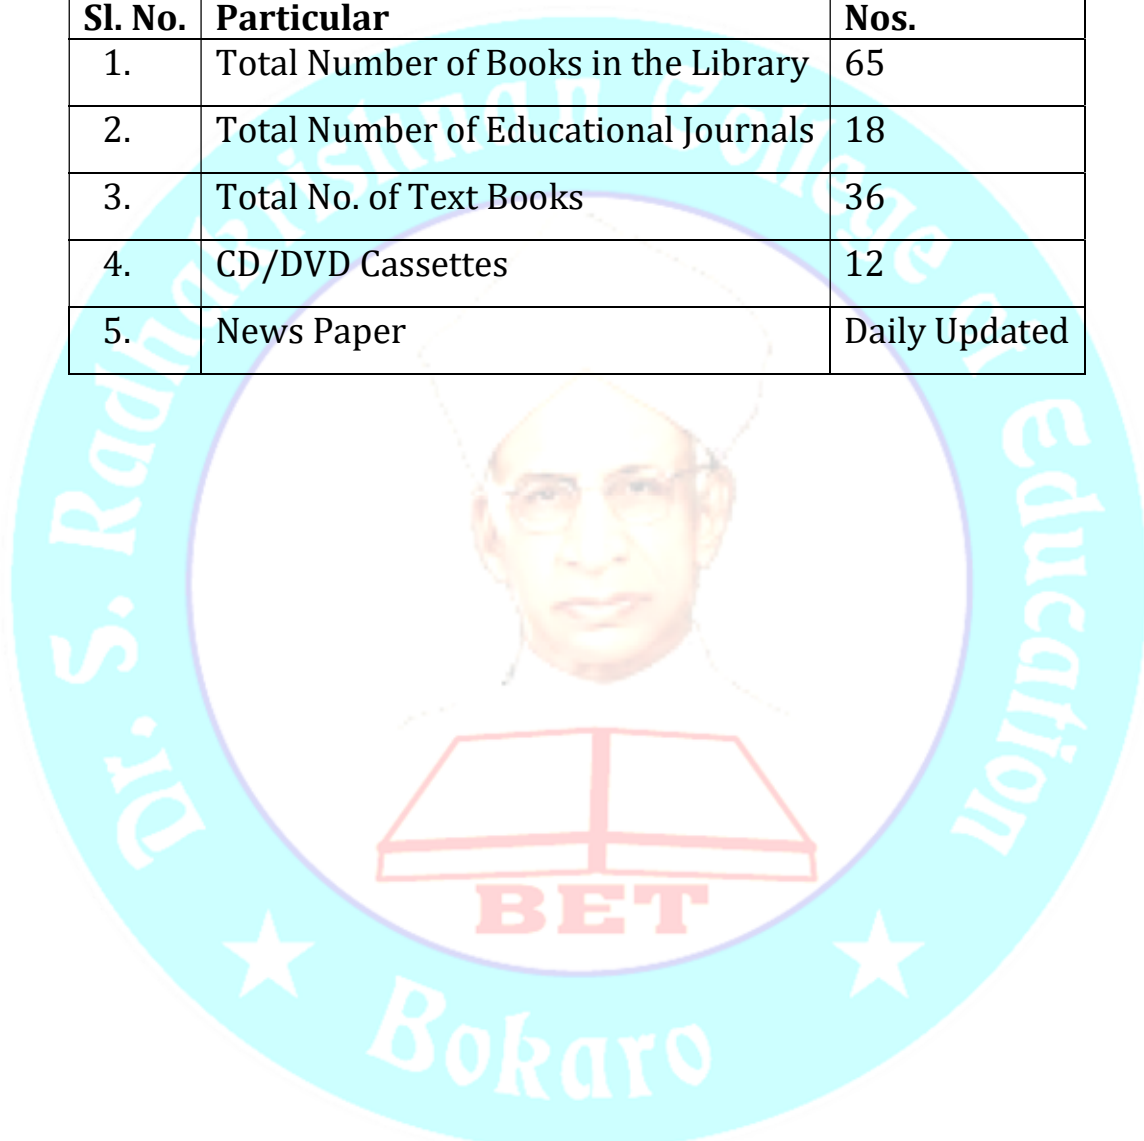 Sl. No. Particular Nos.
1. Total Number of Books in the Library 65
2. Total Number of Educational Journals 18
3. Total No. of Text Books 36
4. CD/DVD Cassettes 12
5. News Paper Daily Updated
Dr. S. Radhakrishnan College of Education
BET
Bokaro